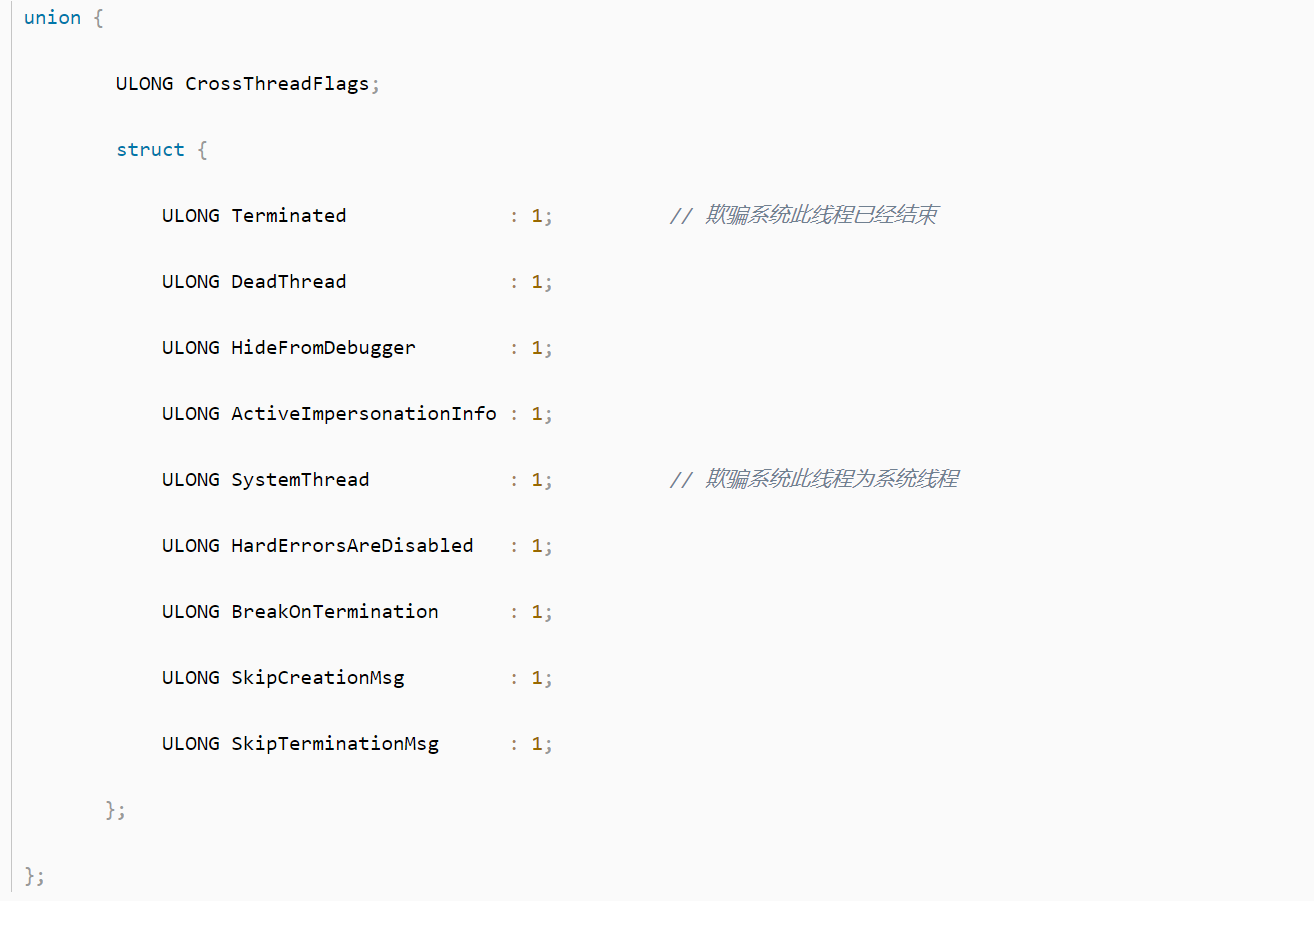 union {
ULONG CrossThreadFlags;
struct {
ULONG Terminated : 1; // 欺骗系统此线程已经结束
ULONG DeadThread : 1;
ULONG HideFromDebugger : 1;
ULONG ActiveImpersonationInfo : 1;
ULONG SystemThread : 1; // 欺骗系统此线程为系统线程
ULONG HardErrorsAreDisabled : 1;
ULONG BreakOnTermination : 1;
ULONG SkipCreationMsg : 1;
ULONG SkipTerminationMsg : 1;
};
};